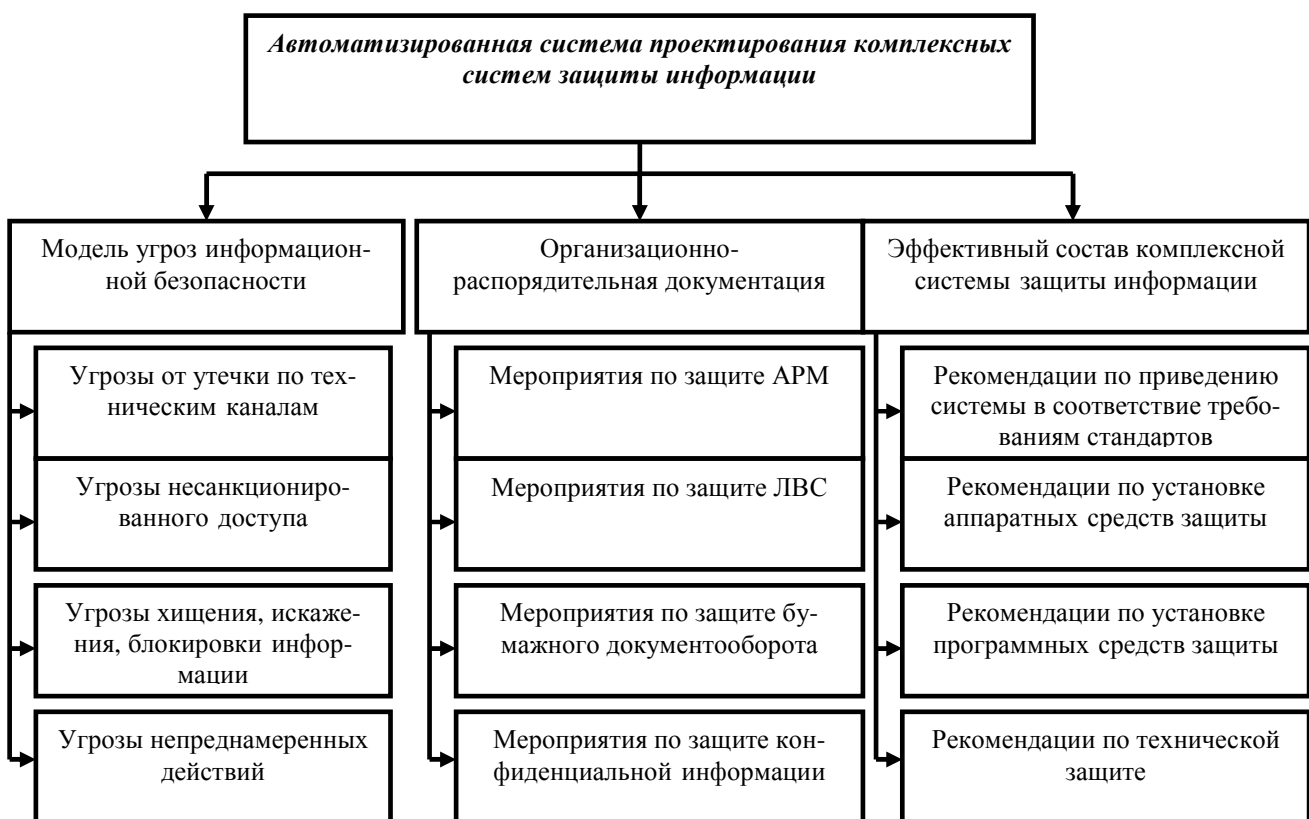 Автоматизированная система проектирования комплексных
систем защиты информации
Модель угроз информацион-
ной безопасности
Угрозы от утечки по тех-
ническим каналам
Угрозы несанкциониро-
ванного доступа
Угрозы хищения, искаже-
ния, блокировки инфор-
мации
Угрозы непреднамеренных
действий
Организационно-
распорядительная документация
Мероприятия по защите АРМ
Мероприятия по защите ЛВС
Мероприятия по защите бу-
мажного документооборота
Мероприятия по защите кон-
фиденциальной информации
Эффективный состав комплексной
системы защиты информации
Рекомендации по приведению
системы в соответствие требо-
ваниям стандартов
Рекомендации по установке
аппаратных средств защиты
Рекомендации по установке
программных средств защиты
Рекомендации по технической
защите